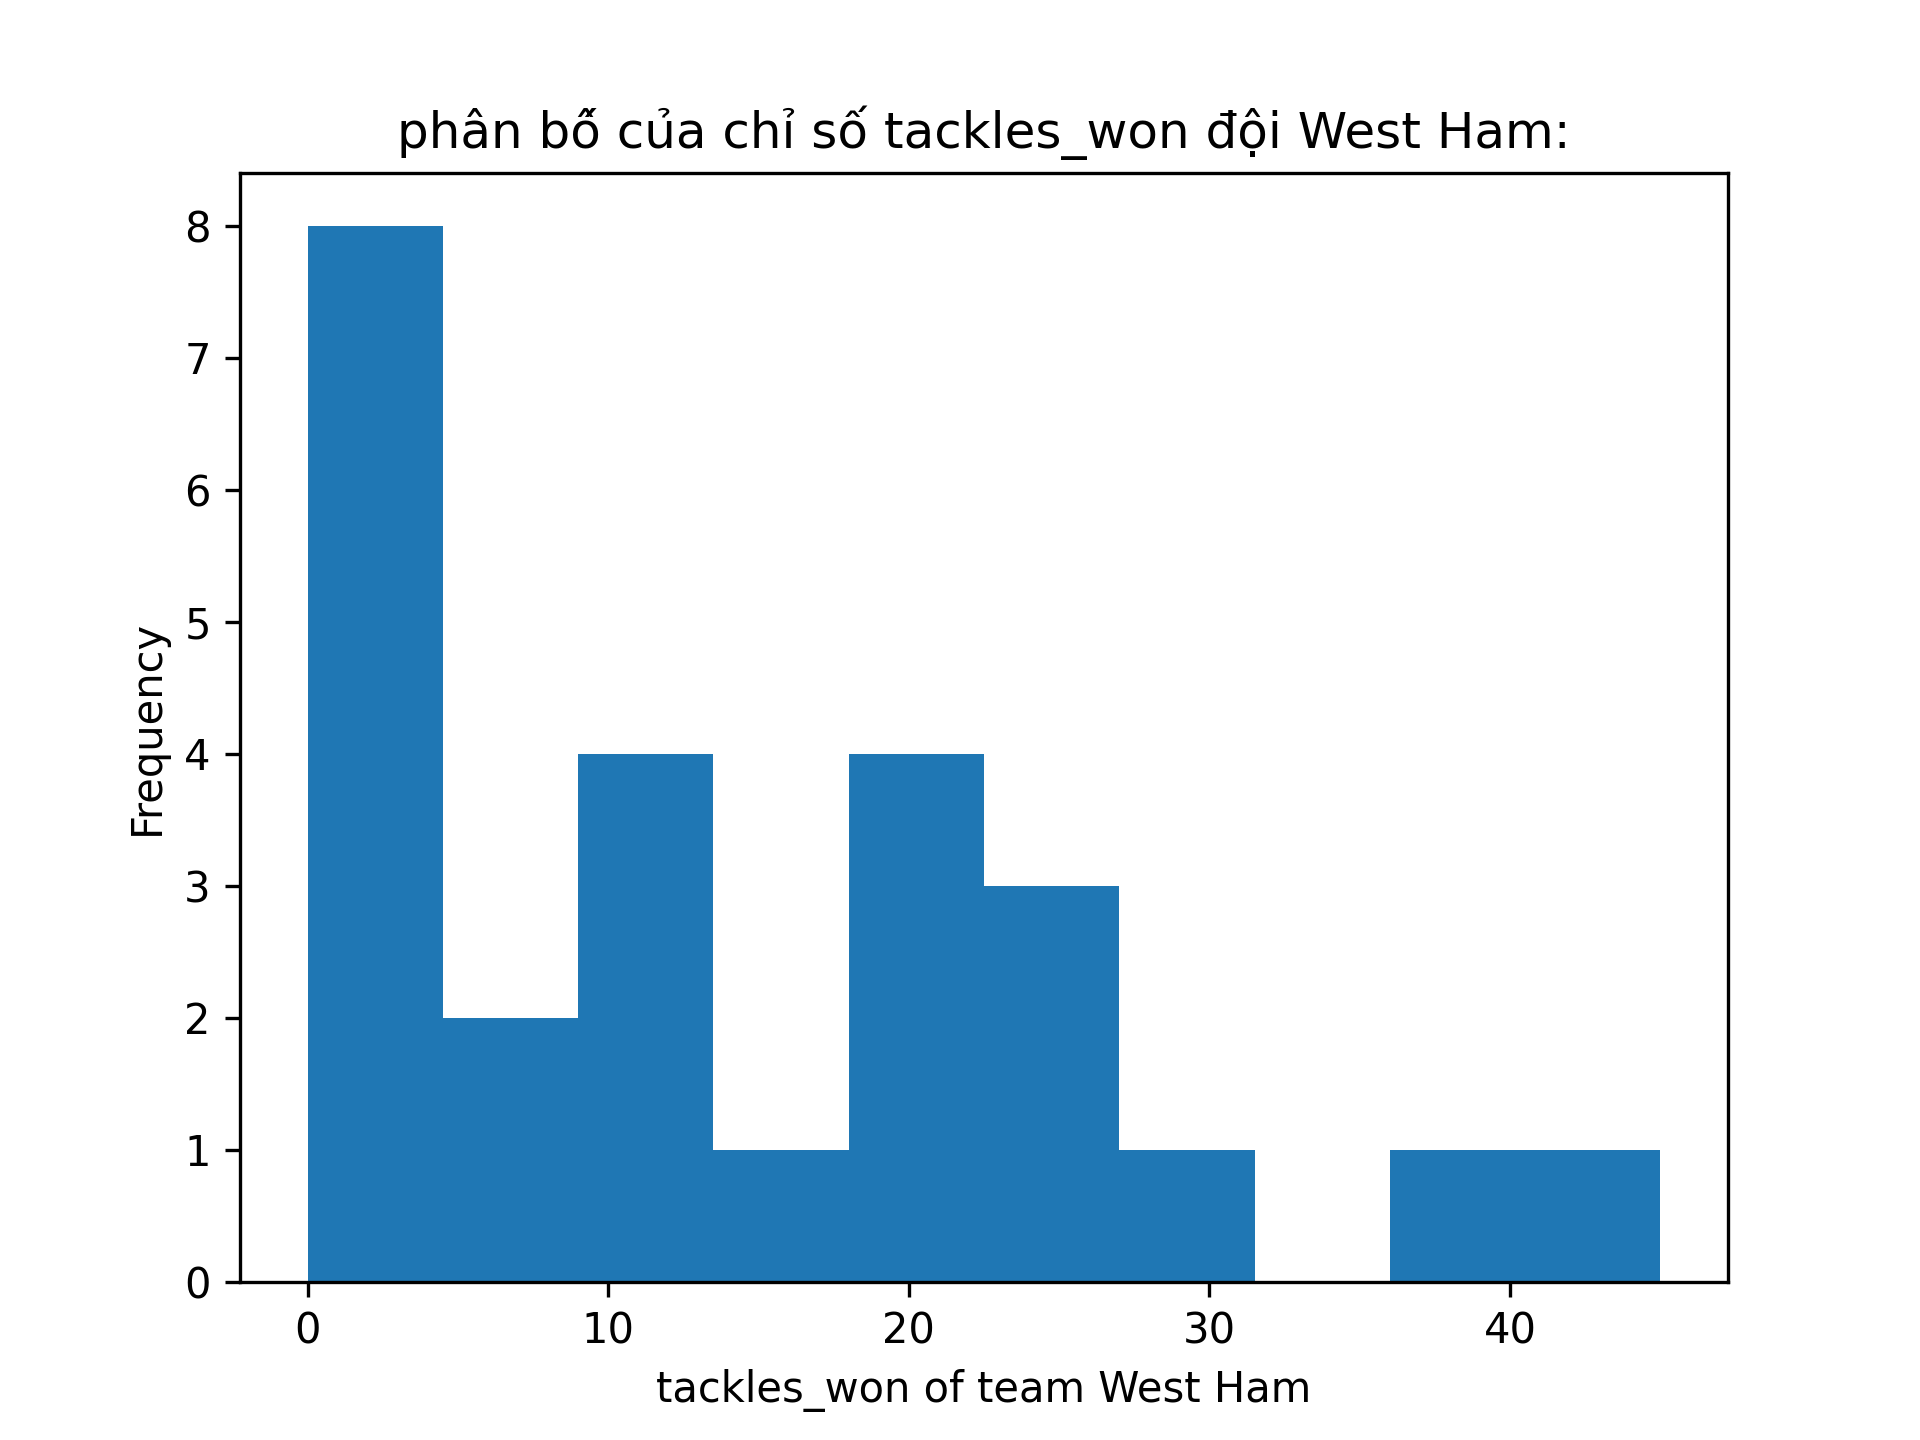 phân bố của chỉ số tackles_won đội West Ham:
8
7
6
5
4
3
2
1
0
Frequency
0 10 20 30 40
tackles_won of team West Ham